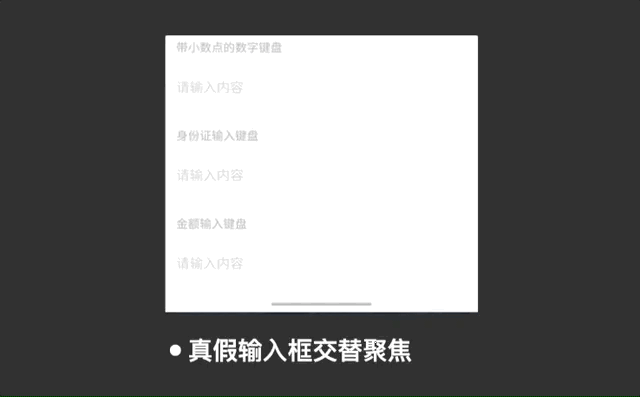 带小数点的数字键盘
请输入内容
身份证输入键盘
请输入内容
金额输入键盘
请输入内容
• 真假输入框交替聚焦